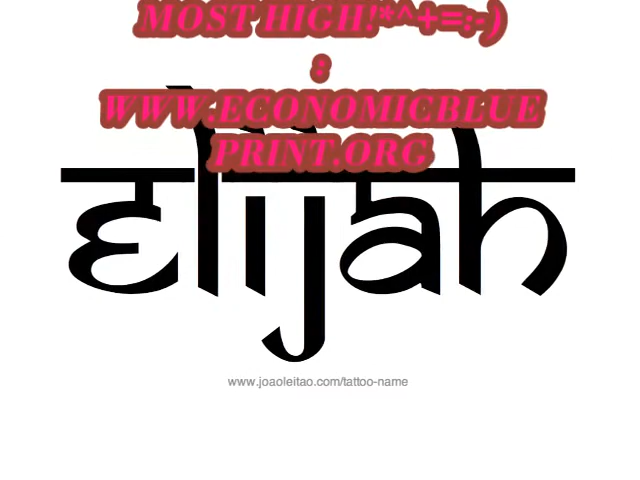 MOST HIGH!*^+=:-)
:
WWW.ECONOMICBLUE
PRINT.ORG
elijah
www.joaoleitao.com/tattoo-name